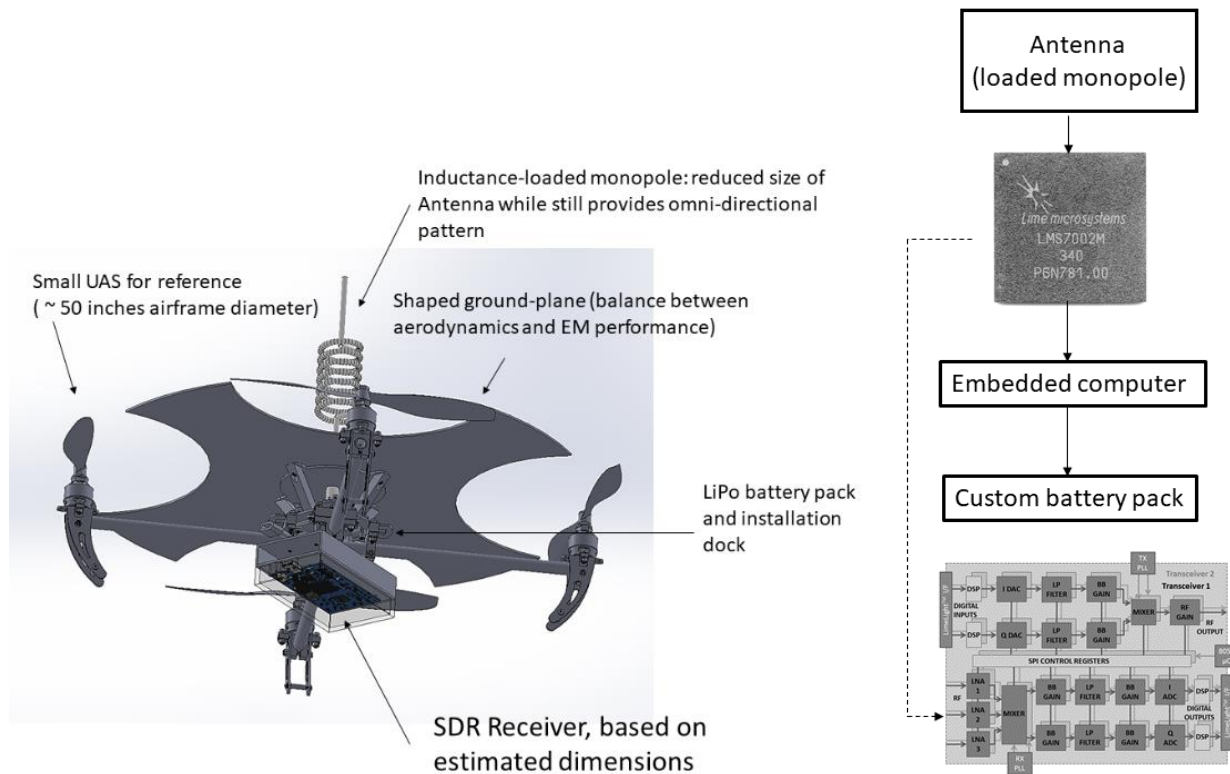 Inductance-loaded monopole: reduced size of
Antenna while still provides omni-directional
pattern
Small UAS for reference
( ~ 50 inches airframe diameter)
Shaped ground-plane (balance between
aerodynamics and EM performance)
LiPo battery pack
and installation
dock
SDR Receiver, based on
estimated dimensions
Antenna
(loaded monopole)
Lime microsystems
LMS7002M
340
P6N781.00
Embedded computer
Custom battery pack
TX
PLL
Transceiver 2
Transceiver 1
LimeLight™ I/F
DSP
I DAC
LP
FILTER
BB
GAIN
MIXER
RF
GAIN
DIGITAL
INPUTS
RF
OUTPUT
DSP
Q DAC
LP
FILTER
BB
GAIN
SPI CONTROL REGISTERS
RF
LNA
1
LNA
2
LNA
3
MIXER
BB
GAIN
LP
FILTER
BB
GAIN
I
ADC
DSP
DIGITAL
OUTPUTS
BB
GAIN
LP
FILTER
BB
GAIN
Q
ADC
DSP
RX
PLL